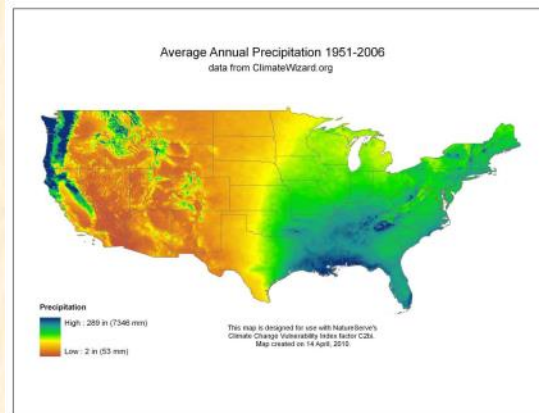 Average Annual Precipitation 1951-2006
data from ClimateWizard.org
Precipitation
High : 289 in (7346 mm)
Low : 2 in (53 mm)
This map is designed for use with NatureServe's
Climate Change Vulnerability Index factor C2bi.
Map created on 14 April, 2010.